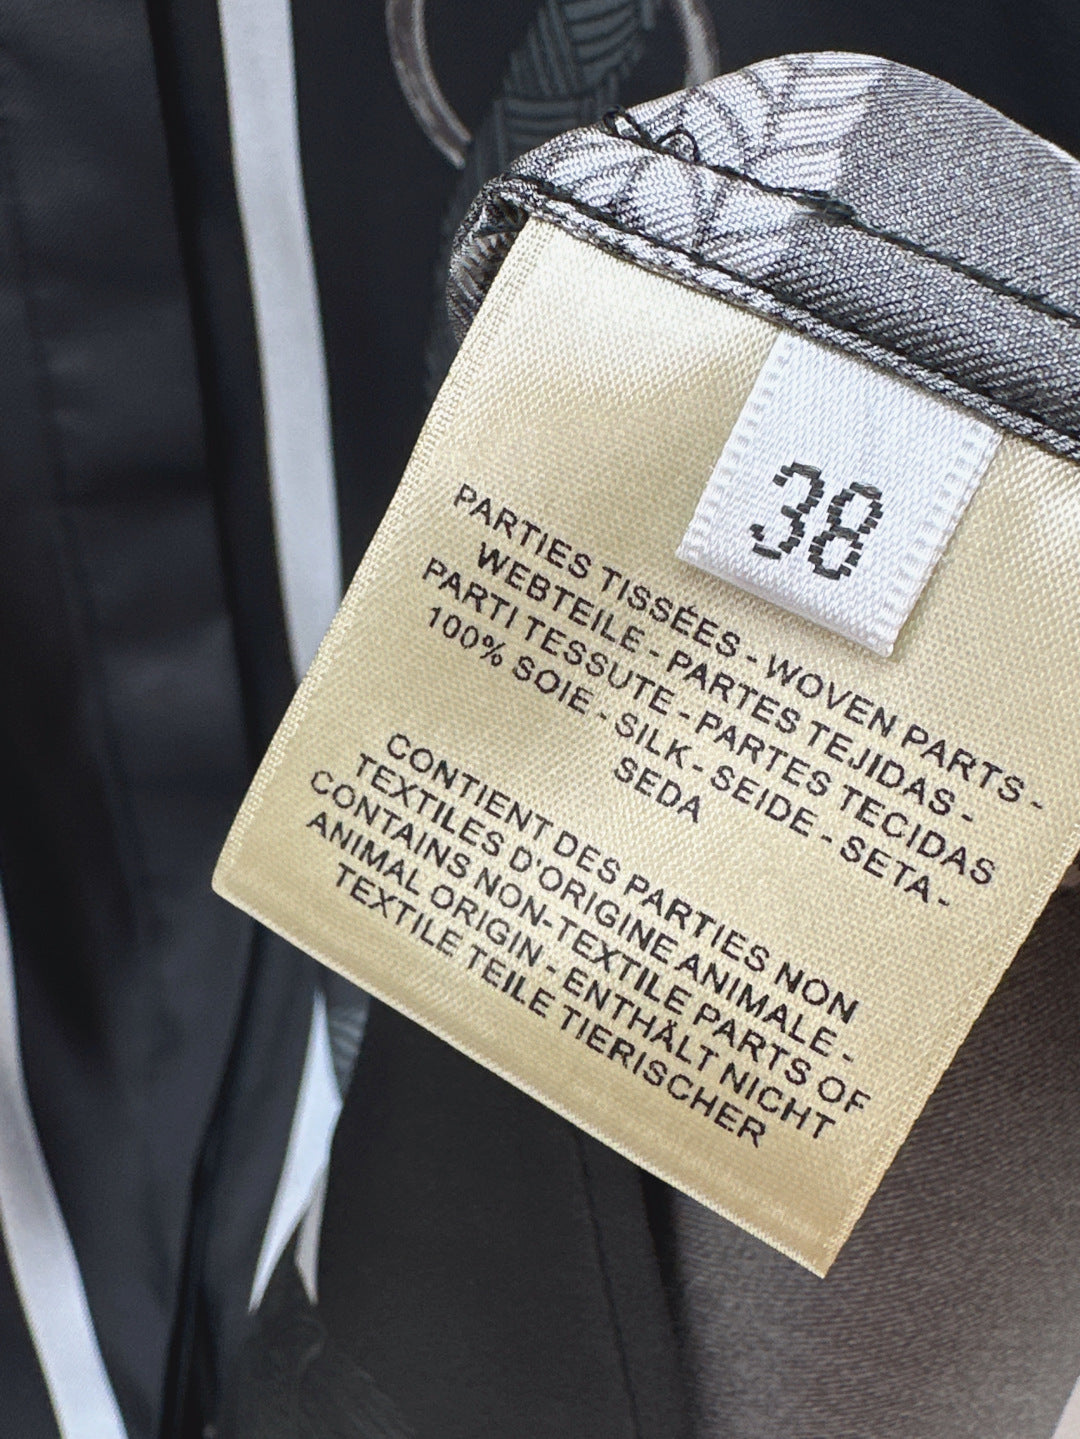 38
PARTIES TISSÉES - WOVEN PARTS -
WEBTEILE - PARTES TEJIDAS -
PARTI TESSUTE - PARTES TECIDAS
100% SOIE - SILK - SEIDE - SETA -
SEDA
CONTIENT DES PARTIES NON
TEXTILES D'ORIGINE ANIMALE -
CONTAINS NON-TEXTILE PARTS OF
ANIMAL ORIGIN - ENTHÄLT NICHT
TEXTILE TEILE TIERISCHER